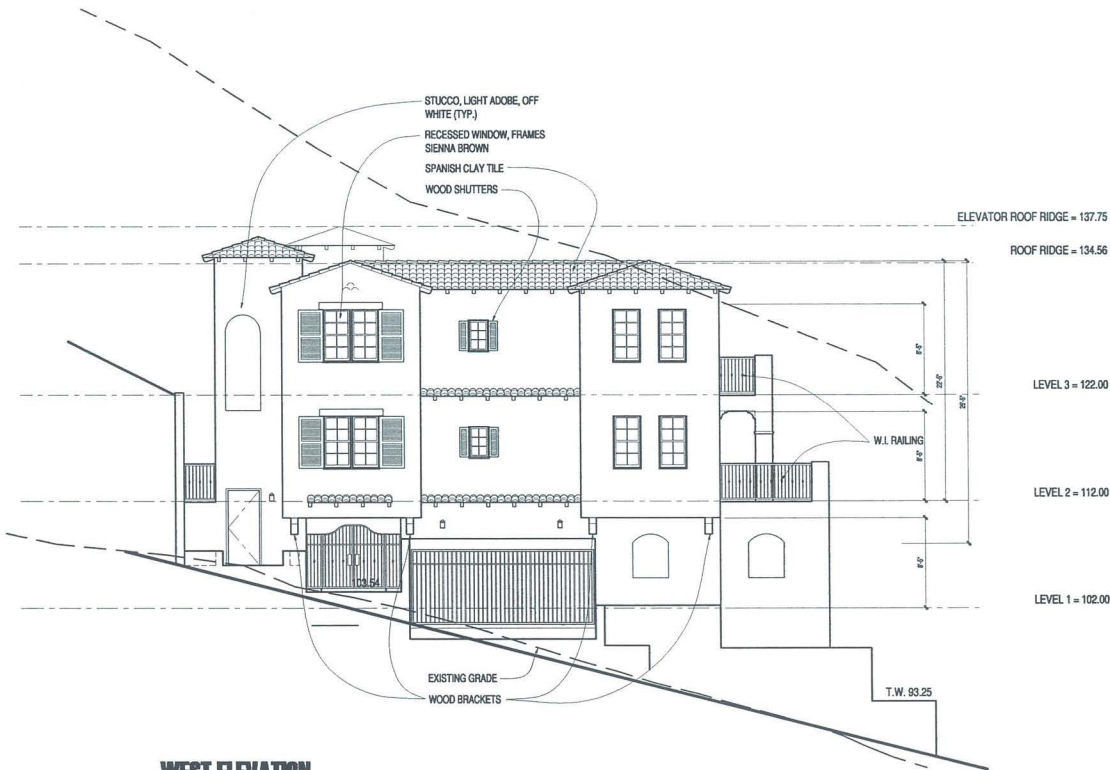 STUCCO, LIGHT ADOBE, OFF
WHITE (TYP.)
RECESSED WINDOW, FRAMES
SIENNA BROWN
SPANISH CLAY TILE
WOOD SHUTTERS
ELEVATOR ROOF RIDGE = 137.75
ROOF RIDGE = 134.56
LEVEL 3 = 122.00
W.I. RAILING
LEVEL 2 = 112.00
103.54
LEVEL 1 = 102.00
EXISTING GRADE
WOOD BRACKETS
T.W. 93.25
WEST ELEVATION